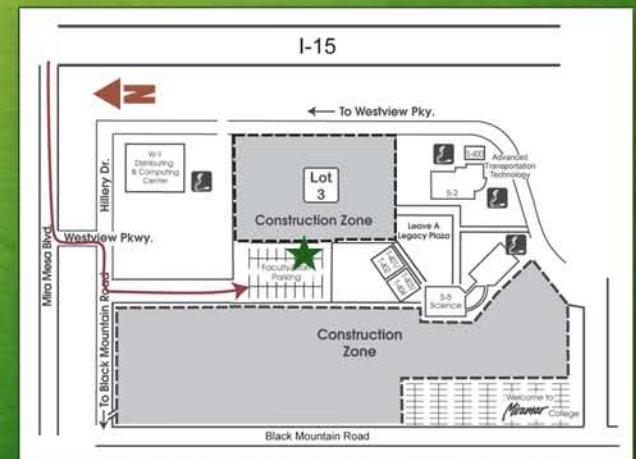 I-15
N
To Westview Pky.
Mira Mesa Blvd.
Hillery Dr.
W-1
Distributing
& Computing
Center
Lot
3
Construction Zone
S-400
Advanced
Transportation
Technology
S-2
Leave A
Legacy Plaza
Westview Pkwy.
Faculty
Parking
S-5
Science
To Black Mountain Road
Construction
Zone
Welcome to
Miramar
College
Black Mountain Road